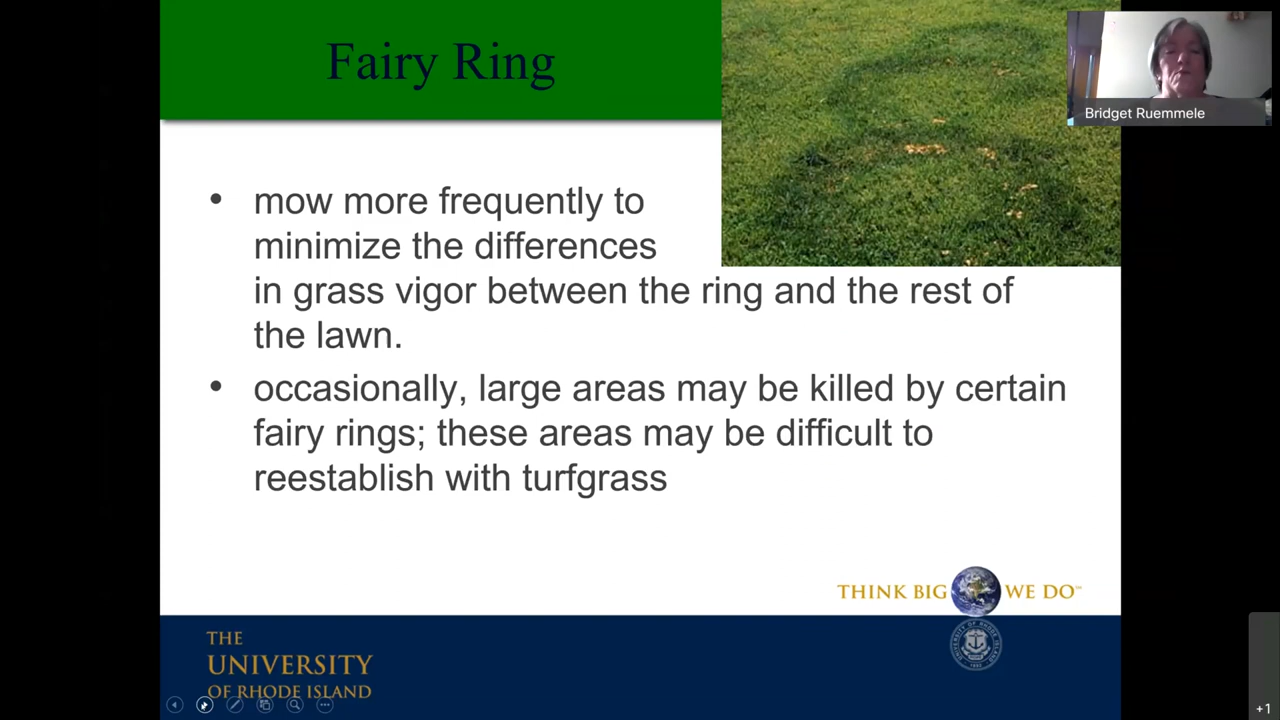 Fairy Ring
Bridget Ruemmele
• mow more frequently to
minimize the differences
in grass vigor between the ring and the rest of
the lawn.
• occasionally, large areas may be killed by certain
fairy rings; these areas may be difficult to
reestablish with turfgrass
THINK BIG WE DO™
THE
UNIVERSITY
OF RHODE ISLAND
+1